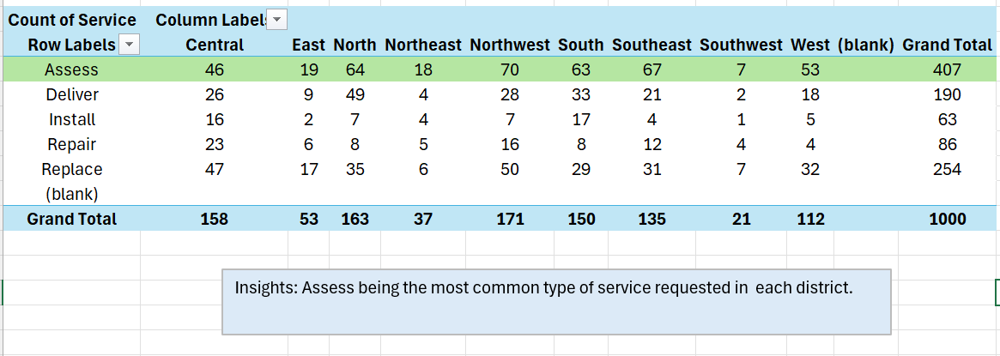 Count of Service Column Labels
Row Labels Central East North Northeast Northwest South Southeast Southwest West (blank) Grand Total
Assess 46 19 64 18 70 63 67 7 53 407
Deliver 26 9 49 4 28 33 21 2 18 190
Install 16 2 7 4 7 17 4 1 5 63
Repair 23 6 8 5 16 8 12 4 4 86
Replace 47 17 35 6 50 29 31 7 32 254
(blank)
Grand Total 158 53 163 37 171 150 135 21 112 1000
Insights: Assess being the most common type of service requested in  each district.